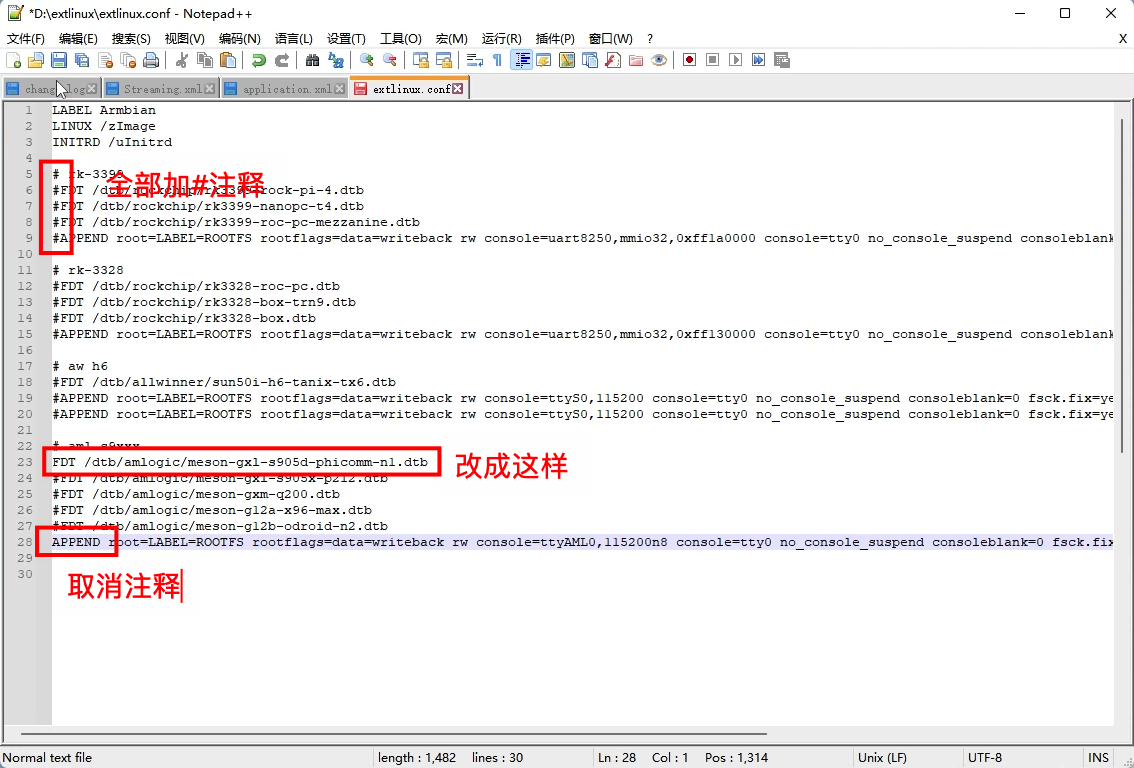 *D:\extlinux\extlinux.conf - Notepad++
文件(F) 编辑(E) 搜索(S) 视图(V) 编码(N) 语言(L) 设置(T) 工具(O) 宏(M) 运行(R) 插件(P) 窗口(W) ? X
Streaming.xml application.xml extlinux.conf
1 LABEL Armbian
2 LINUX /zImage
3 INITRD /uInitrd
4
5 # rk-3399
全部加#注释
6 #FDT /dtb/rockchip/rk3399-rock-pi-4.dtb
7 #FDT /dtb/rockchip/rk3399-nanopc-t4.dtb
8 #FDT /dtb/rockchip/rk3399-roc-pc-mezzanine.dtb
9 #APPEND root=LABEL=ROOTFS rootflags=data=writeback rw console=uart8250,mmio32,0xff1a0000 console=tty0 no_console_suspend consoleblank
10
11 # rk-3328
12 #FDT /dtb/rockchip/rk3328-roc-pc.dtb
13 #FDT /dtb/rockchip/rk3328-box-trn9.dtb
14 #FDT /dtb/rockchip/rk3328-box.dtb
15 #APPEND root=LABEL=ROOTFS rootflags=data=writeback rw console=uart8250,mmio32,0xff130000 console=tty0 no_console_suspend consoleblank
16
17 # aw h6
18 #FDT /dtb/allwinner/sun50i-h6-tanix-tx6.dtb
19 #APPEND root=LABEL=ROOTFS rootflags=data=writeback rw console=ttyS0,115200 console=tty0 no_console_suspend consoleblank=0 fsck.fix=ye
20 #APPEND root=LABEL=ROOTFS rootflags=data=writeback rw console=ttyS0,115200 console=tty0 no_console_suspend consoleblank=0 fsck.fix=ye
21
22 # aml s9xxx
23 FDT /dtb/amlogic/meson-gxl-s905d-phicomm-n1.dtb 改成这样
24 #FDT /dtb/amlogic/meson-gxl-s905x-p212.dtb
25 #FDT /dtb/amlogic/meson-gxm-q200.dtb
26 #FDT /dtb/amlogic/meson-g12a-x96-max.dtb
27 #FDT /dtb/amlogic/meson-g12b-odroid-n2.dtb
28 APPEND root=LABEL=ROOTFS rootflags=data=writeback rw console=ttyAML0,115200n8 console=tty0 no_console_suspend consoleblank=0 fsck.fix
29
取消注释
30
Normal text file length : 1,482 lines : 30 Ln : 28 Col : 1 Pos : 1,314 Unix (LF) UTF-8 INS